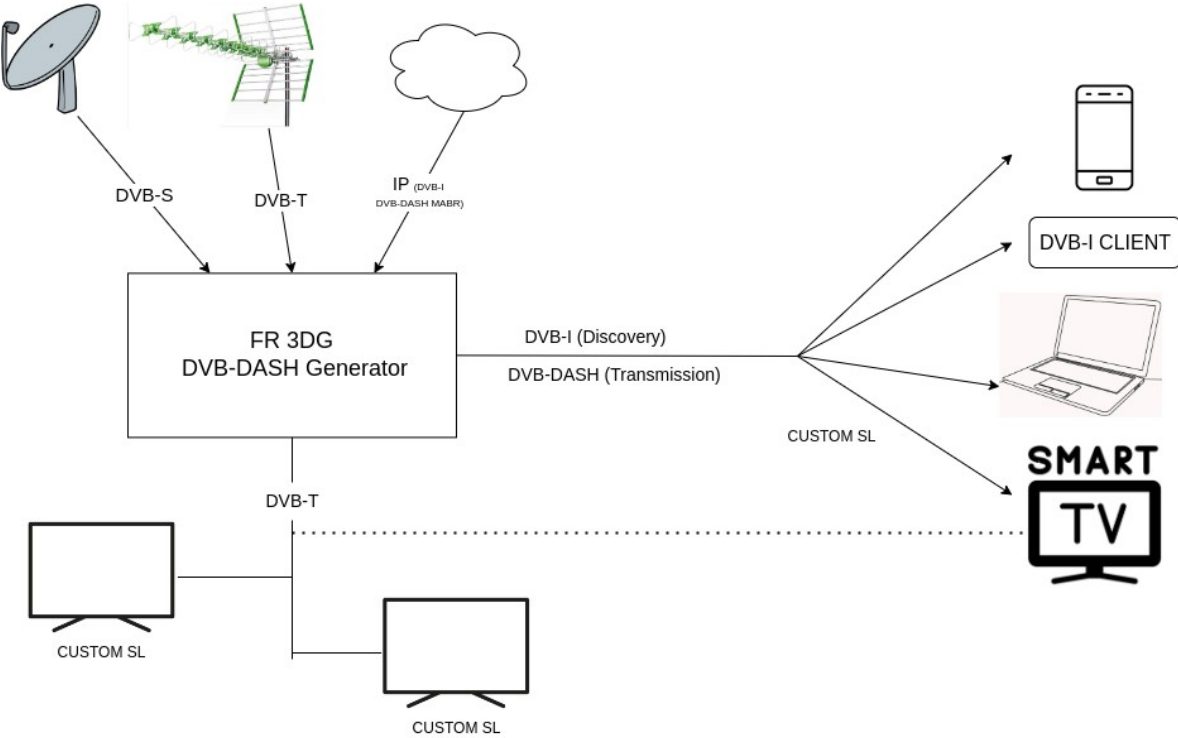 DVB-S
DVB-T
IP (DVB-I
DVB-DASH MABR)
DVB-I CLIENT
FR 3DG
DVB-DASH Generator
DVB-I (Discovery)
DVB-DASH (Transmission)
CUSTOM SL
SMART
TV
DVB-T
CUSTOM SL
CUSTOM SL